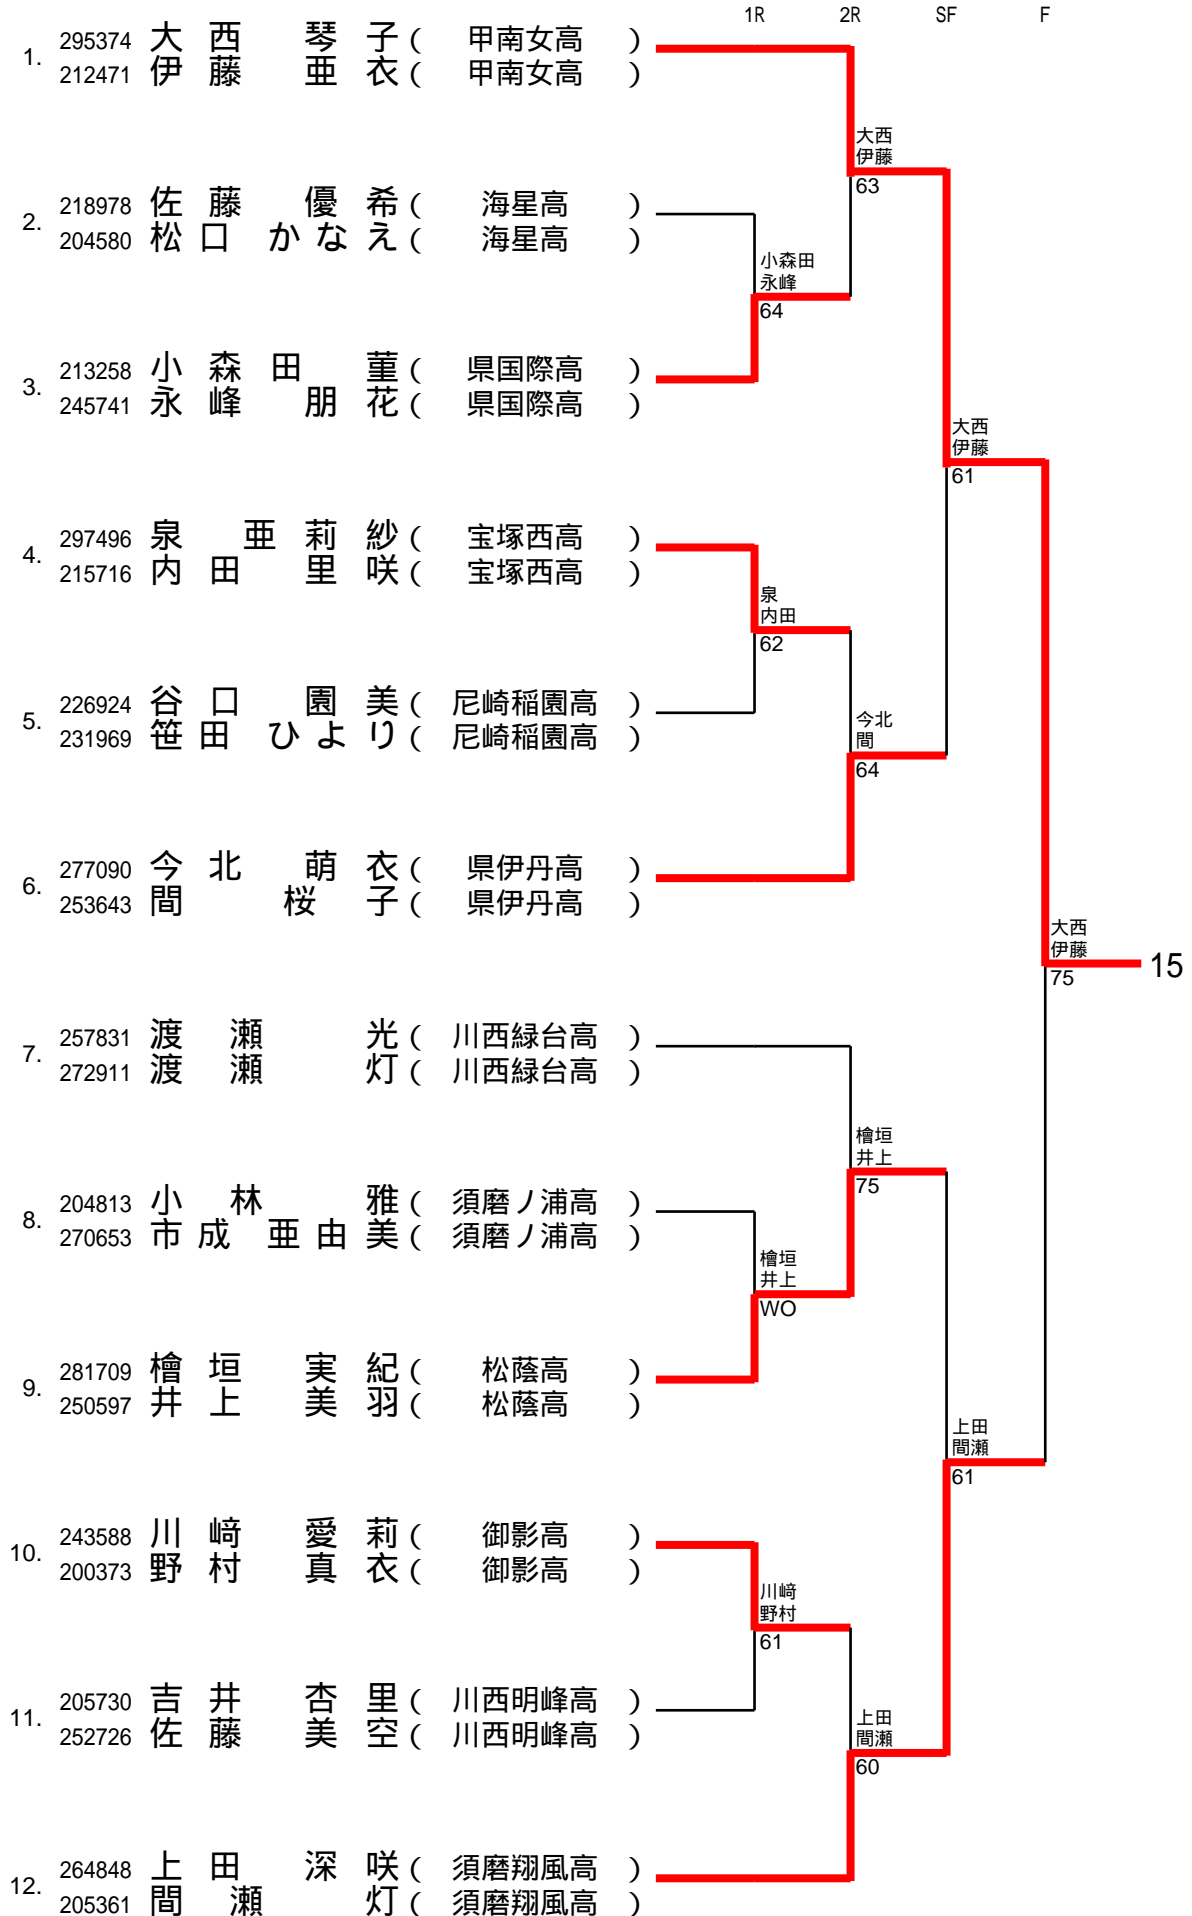 1R 2R SF F
1. 295374 大西 琴子 ( 甲南女高 )
212471 伊藤 亜衣 ( 甲南女高 )
大西
伊藤
63
2. 218978 佐藤 優希 ( 海星高 )
204580 松口 かなえ ( 海星高 )
小森田
永峰
64
3. 213258 小森田 菫 ( 県国際高 )
245741 永峰 朋花 ( 県国際高 )
大西
伊藤
61
4. 297496 泉 亜莉紗 ( 宝塚西高 )
215716 内田 里咲 ( 宝塚西高 )
泉
内田
62
5. 226924 谷口 園美 ( 尼崎稲園高 )
231969 笹田 ひより ( 尼崎稲園高 )
今北
間
64
6. 277090 今北 萌衣 ( 県伊丹高 )
253643 間 桜子 ( 県伊丹高 )
大西
伊藤
75
15
7. 257831 渡瀬 光 ( 川西緑台高 )
272911 渡瀬 灯 ( 川西緑台高 )
檜垣
井上
75
8. 204813 小林 雅 ( 須磨ノ浦高 )
270653 市成 亜由美 ( 須磨ノ浦高 )
檜垣
井上
WO
9. 281709 檜垣 実紀 ( 松蔭高 )
250597 井上 美羽 ( 松蔭高 )
上田
間瀬
61
10. 243588 川﨑 愛莉 ( 御影高 )
200373 野村 真衣 ( 御影高 )
川﨑
野村
61
11. 205730 吉井 杏里 ( 川西明峰高 )
252726 佐藤 美空 ( 川西明峰高 )
上田
間瀬
60
12. 264848 上田 深咲 ( 須磨翔風高 )
205361 間瀬 灯 ( 須磨翔風高 )